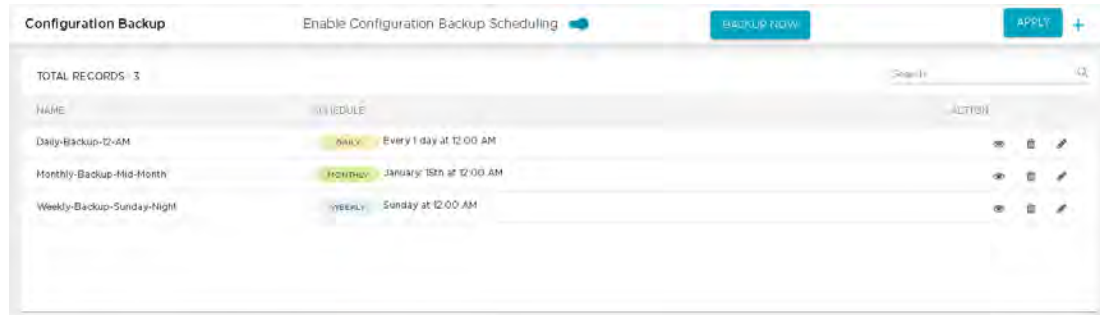 Configuration Backup Enable Configuration Backup Scheduling BACKUP NOW APPLY +
TOTAL RECORDS 3 Search
NAME SCHEDULE ACTION
Daily-Backup-12-AM DAILY Every 1 day at 12:00 AM
Monthly-Backup-Mid-Month MONTHLY January: 15th at 12:00 AM
Weekly-Backup-Sunday-Night WEEKLY Sunday at 12:00 AM